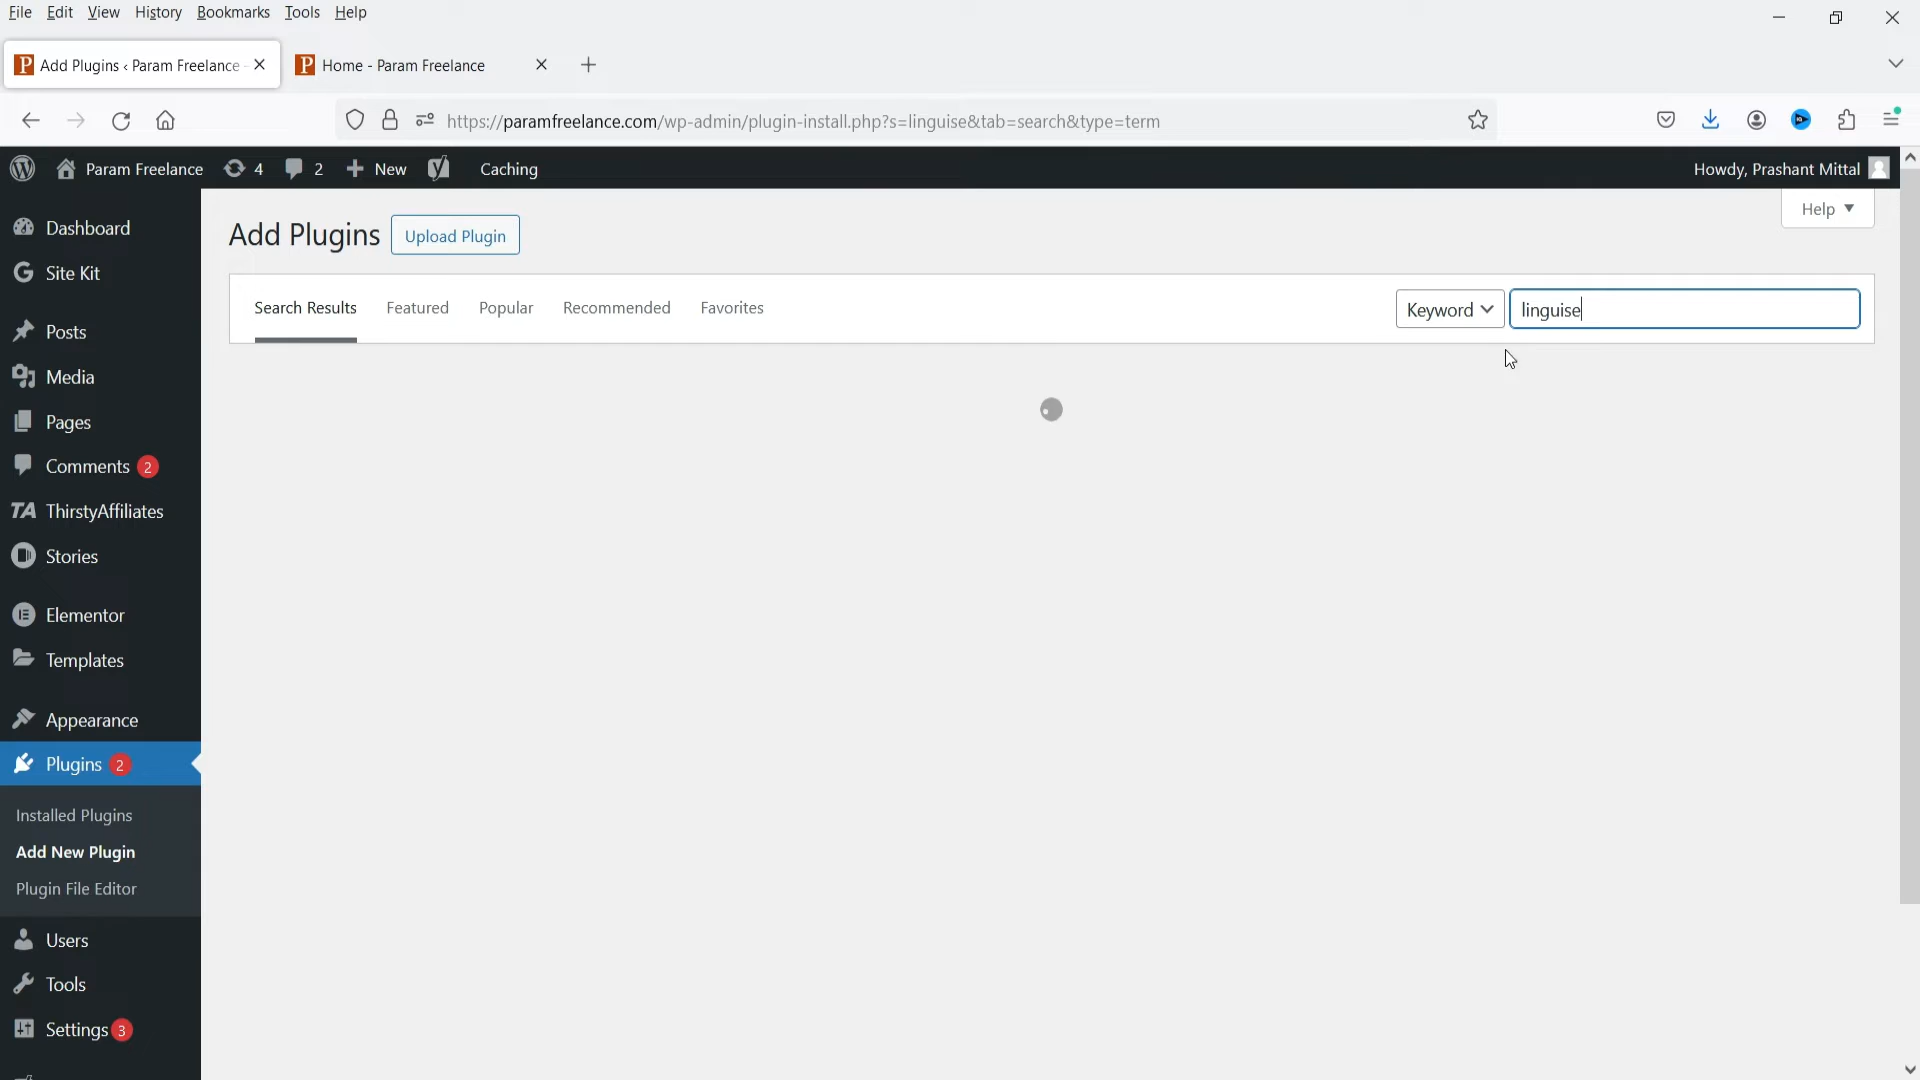 File Edit View History Bookmarks Tools Help
Add Plugins ‹ Param Freelance -
Home - Param Freelance
https://paramfreelance.com/wp-admin/plugin-install.php?s=linguise&tab=search&type=term
Param Freelance 4 2 New Caching Howdy, Prashant Mittal
Help
Add Plugins Upload Plugin
Search Results Featured Popular Recommended Favorites Keyword linguise
Dashboard
Site Kit
Posts
Media
Pages
Comments 2
TA ThirstyAffiliates
Stories
Elementor
Templates
Appearance
Plugins 2
Installed Plugins
Add New Plugin
Plugin File Editor
Users
Tools
Settings 3